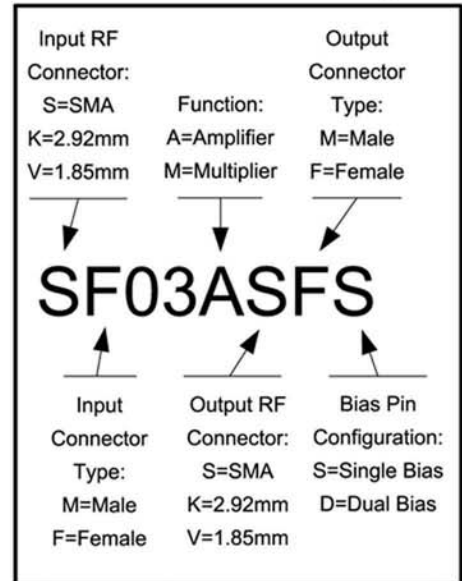 Input RF
Connector:
S=SMA
K=2.92mm
V=1.85mm
Function:
A=Amplifier
M=Multiplier
Output
Connector
Type:
M=Male
F=Female
SF03ASFS
Input
Connector
Type:
M=Male
F=Female
Output RF
Connector:
S=SMA
K=2.92mm
V=1.85mm
Bias Pin
Configuration:
S=Single Bias
D=Dual Bias